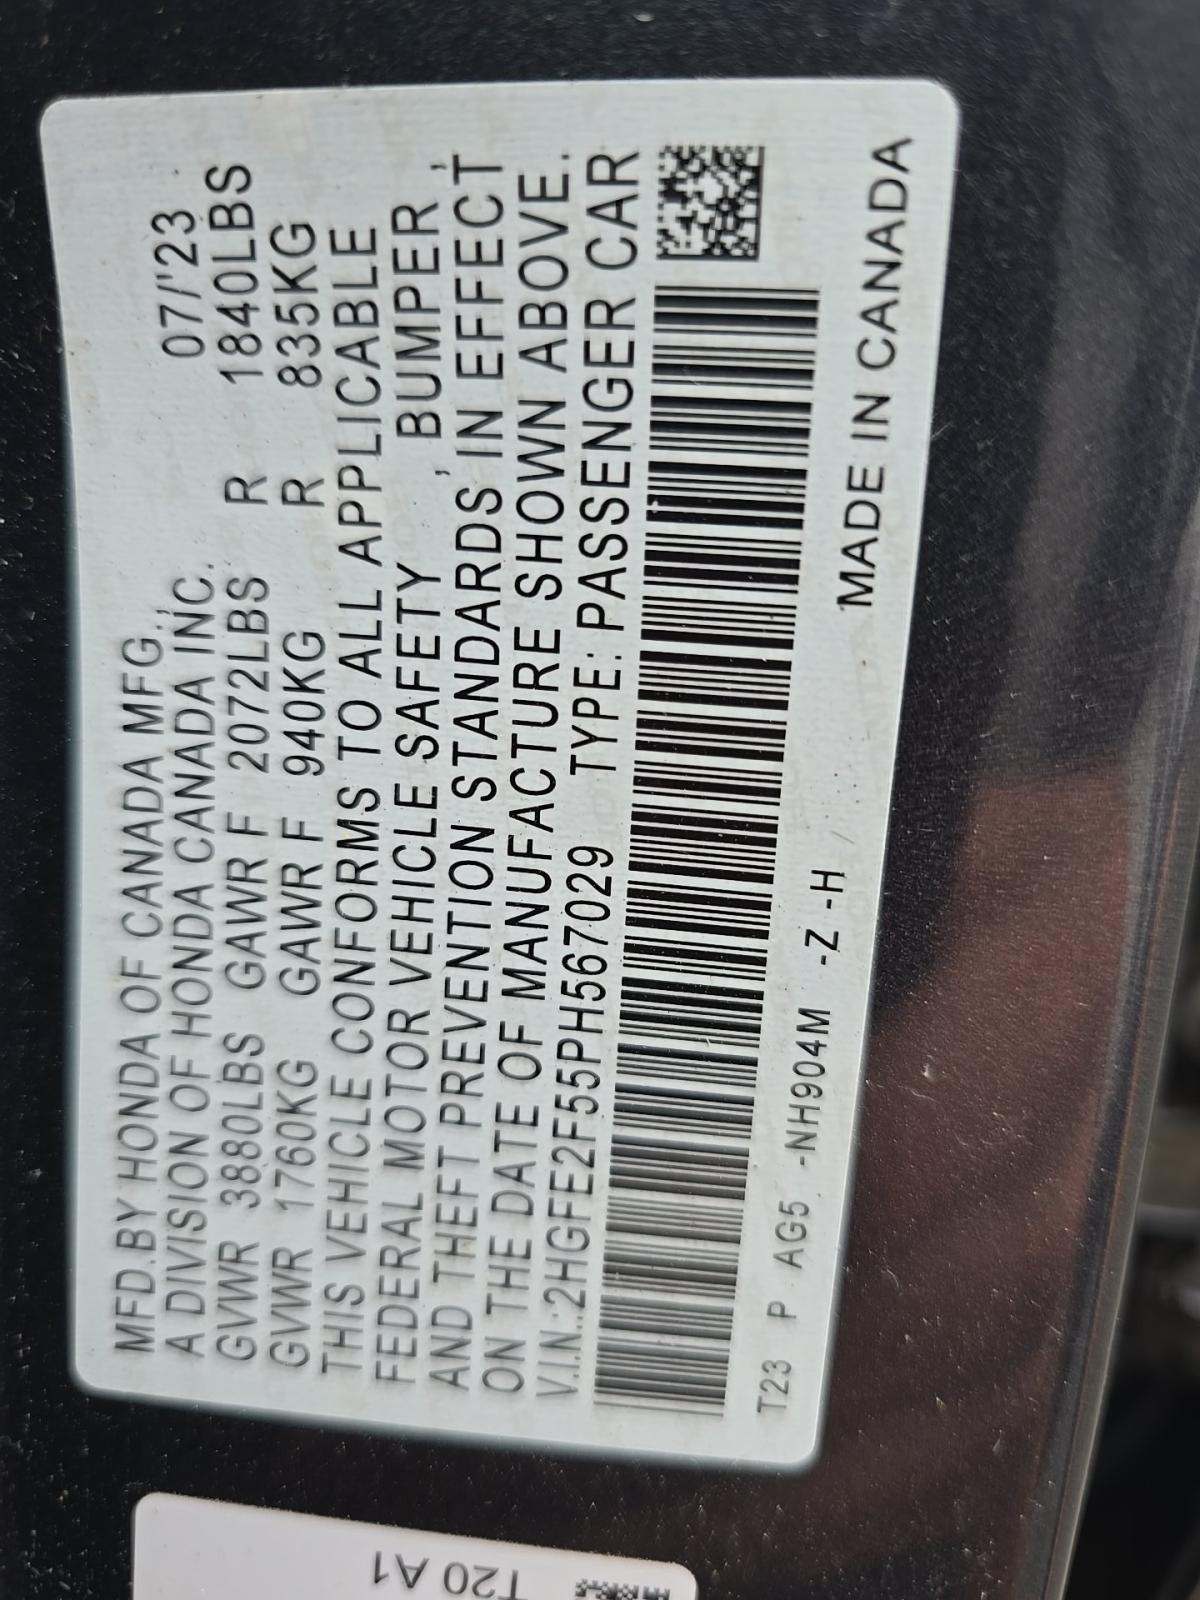 MFD.BY HONDA OF CANADA MFG.,
A DIVISION OF HONDA CANADA INC. 07/'23
GVWR 3880LBS GAWR F 2072LBS R 1840LBS
GVWR 1760KG GAWR F 940KG R 835KG
THIS VEHICLE CONFORMS TO ALL APPLICABLE
FEDERAL MOTOR VEHICLE SAFETY, BUMPER,
AND THEFT PREVENTION STANDARDS IN EFFECT
ON THE DATE OF MANUFACTURE SHOWN ABOVE.
V.I.N.:2HGFE2F55PH567029 TYPE: PASSENGER CAR
T23 P AG5 -NH904M -Z -H /
MADE IN CANADA
T20 A1